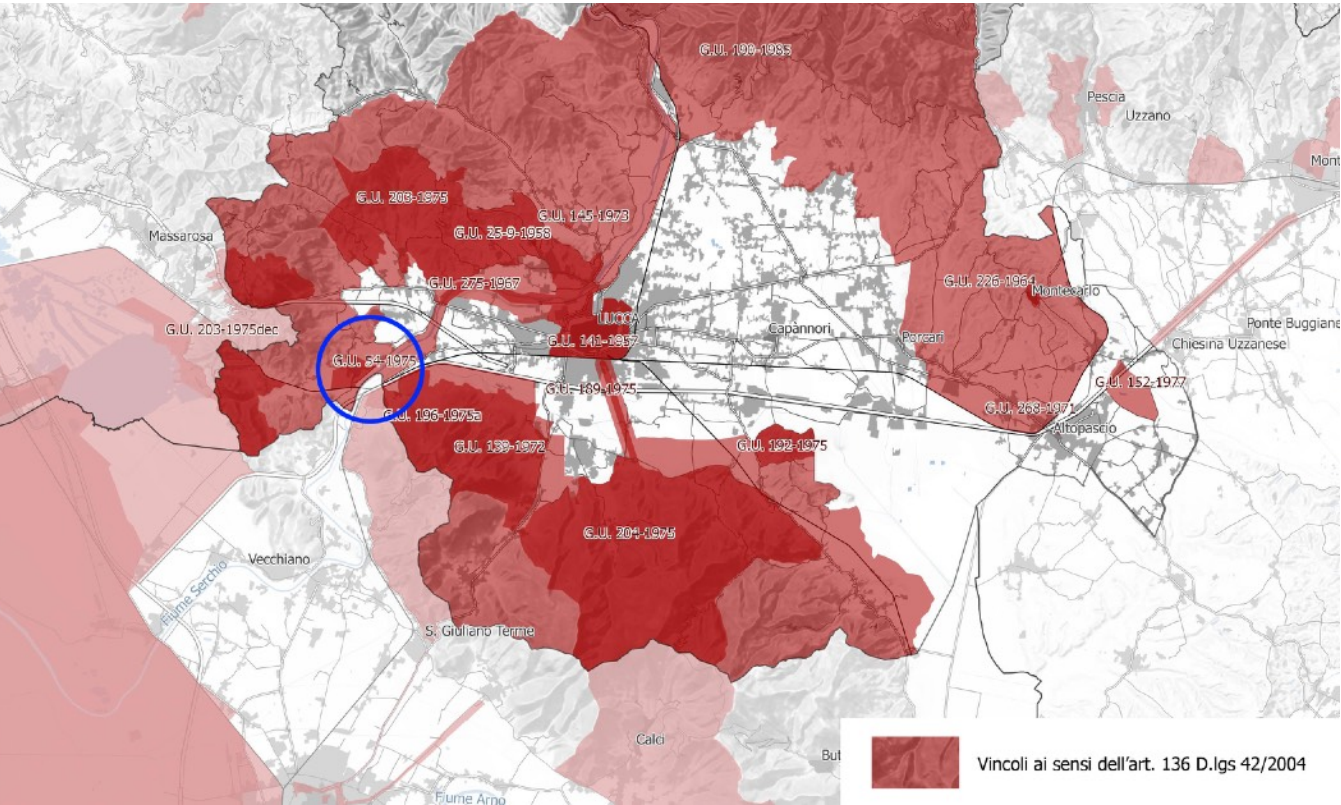 G.U. 190-1985
Pescia
Uzzano
G.U. 203-1975
G.U. 145-1973
G.U. 25-9-1958
Massarosa
G.U. 275-1967
G.U. 226-1964
Montecarlo
LUCCA
G.U. 203-1975dec
Capannori
Porcari
Ponte Buggiane
G.U. 141-1957
Chiesina Uzzanese
G.U. 54-1975
G.U. 189-1975
G.U. 152-1977
G.U. 196-1975a
G.U. 268-1971
Altopascio
G.U. 139-1972
G.U. 192-1975
G.U. 204-1975
Vecchiano
Fiume Serchio
S. Giuliano Terme
Calci
But
Vincoli ai sensi dell'art. 136 D.lgs 42/2004
Fiume Arno
Mont